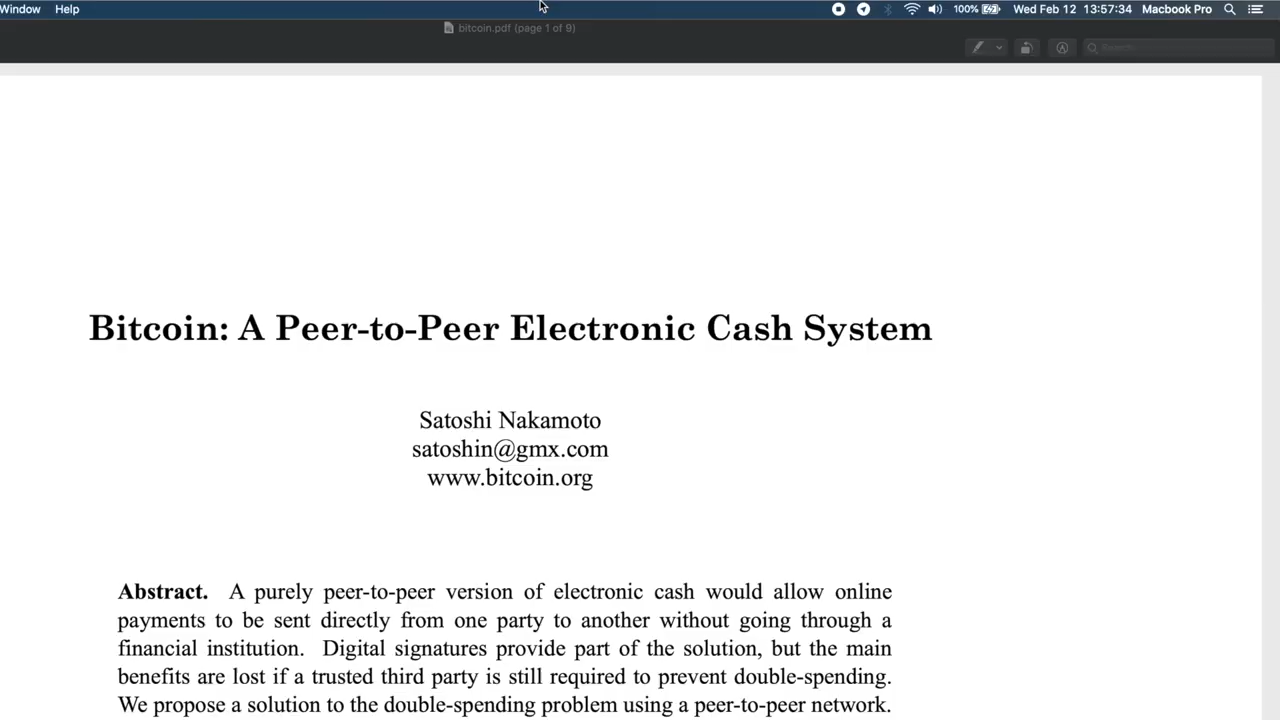 Window Help 100% Wed Feb 12 13:57:34 Macbook Pro
bitcoin.pdf (page 1 of 9)
Search
Bitcoin: A Peer-to-Peer Electronic Cash System
Satoshi Nakamoto
satoshin@gmx.com
www.bitcoin.org
Abstract. A purely peer-to-peer version of electronic cash would allow online
payments to be sent directly from one party to another without going through a
financial institution. Digital signatures provide part of the solution, but the main
benefits are lost if a trusted third party is still required to prevent double-spending.
We propose a solution to the double-spending problem using a peer-to-peer network.